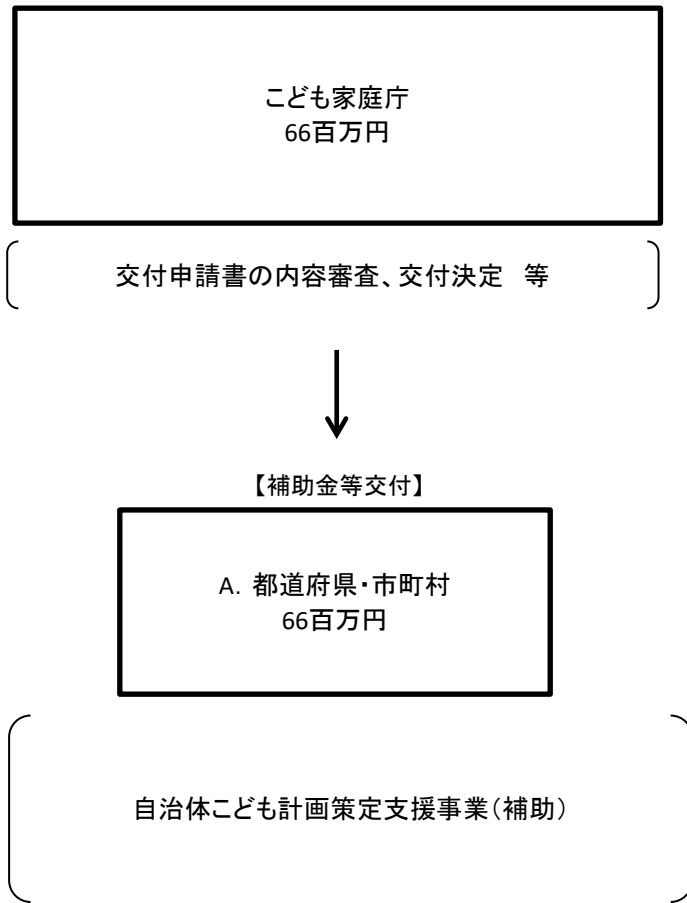 こども家庭庁
66百万円
交付申請書の内容審査、交付決定　等
【補助金等交付】
A. 都道府県・市町村
66百万円
自治体こども計画策定支援事業（補助）